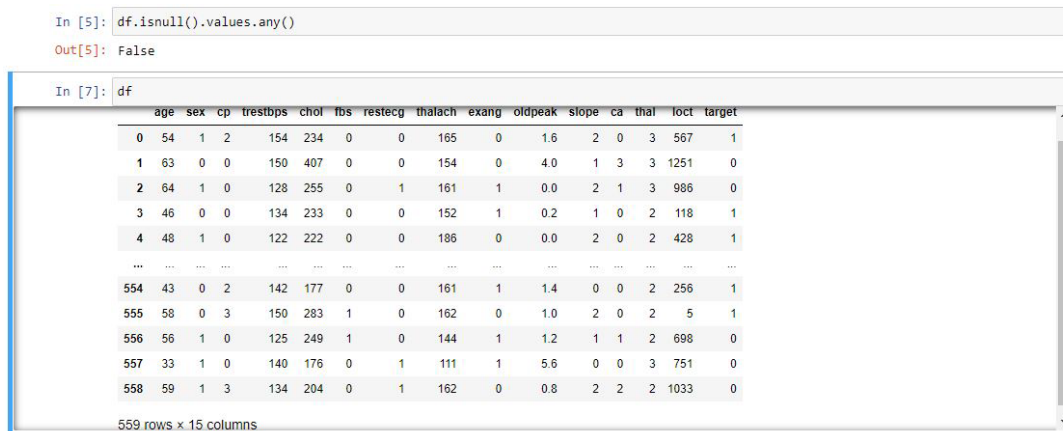 In [5]: df.isnull().values.any()
Out[5]: False
In [7]: df
age sex cp trestbps chol fbs restecg thalach exang oldpeak slope ca thal loct target
0 54 1 2 154 234 0 0 165 0 1.6 2 0 3 567 1
1 63 0 0 150 407 0 0 154 0 4.0 1 3 3 1251 0
2 64 1 0 128 255 0 1 161 1 0.0 2 1 3 986 0
3 46 0 0 134 233 0 0 152 1 0.2 1 0 2 118 1
4 48 1 0 122 222 0 0 186 0 0.0 2 0 2 428 1
... ... ... ... ... ... ... ... ... ... ... ... ... ... ... ...
554 43 0 2 142 177 0 0 161 1 1.4 0 0 2 256 1
555 58 0 3 150 283 1 0 162 0 1.0 2 0 2 5 1
556 56 1 0 125 249 1 0 144 1 1.2 1 1 2 698 0
557 33 1 0 140 176 0 1 111 1 5.6 0 0 3 751 0
558 59 1 3 134 204 0 1 162 0 0.8 2 2 2 1033 0
559 rows × 15 columns